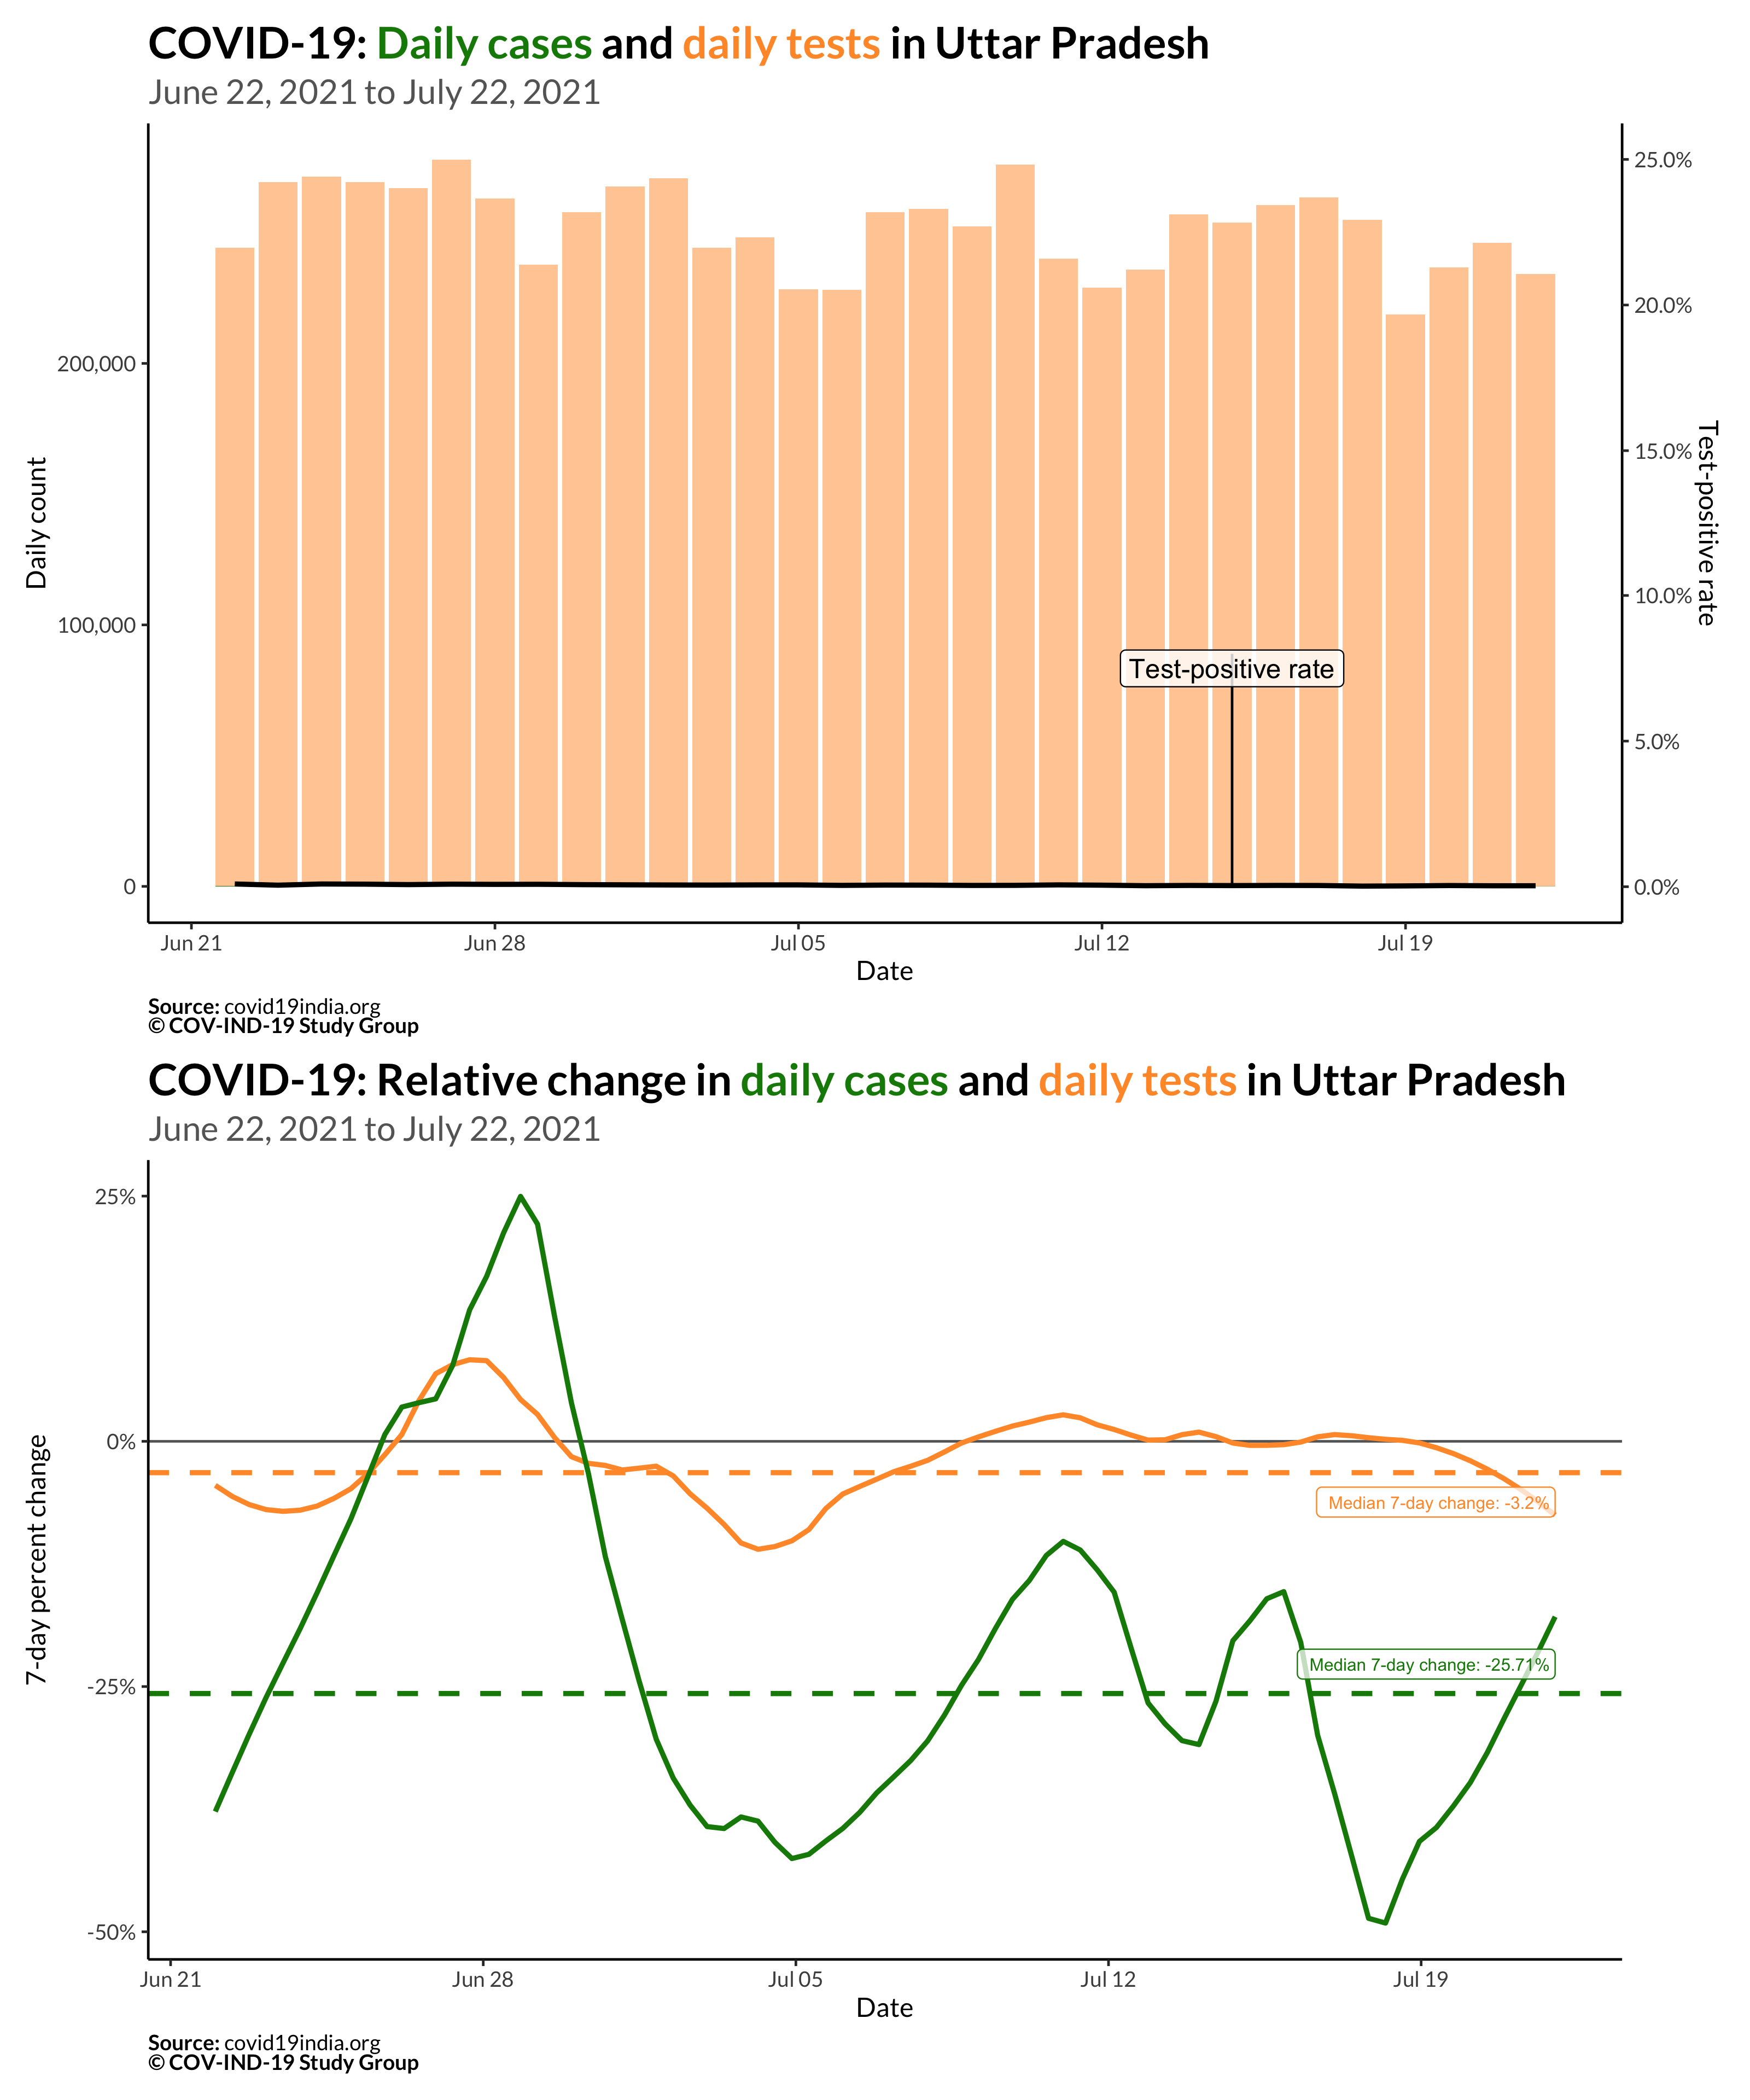 COVID-19: Daily cases and daily tests in Uttar Pradesh
June 22, 2021 to July 22, 2021
25.0%
20.0%
200,000
15.0%
Daily count
Test-positive rate
10.0%
100,000
Test-positive rate
5.0%
0
0.0%
Jun 21
Jun 28
Jul 05
Jul 12
Jul 19
Date
Source: covid19india.org
© COV-IND-19 Study Group
COVID-19: Relative change in daily cases and daily tests in Uttar Pradesh
June 22, 2021 to July 22, 2021
25%
0%
Median 7-day change: -3.2%
7-day percent change
Median 7-day change: -25.71%
-25%
-50%
Jun 21
Jun 28
Jul 05
Jul 12
Jul 19
Date
Source: covid19india.org
© COV-IND-19 Study Group